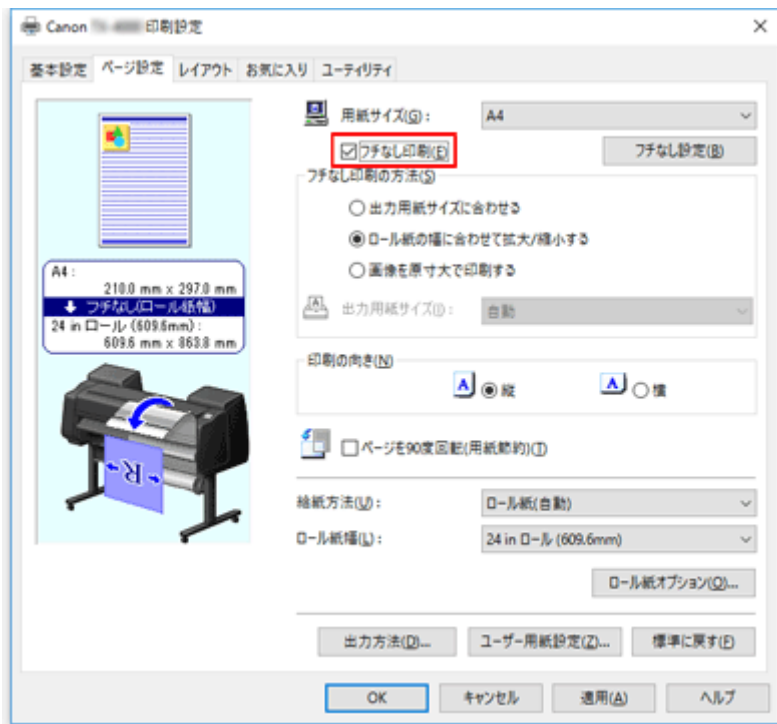 Canon 印刷設定
基本設定 ページ設定 レイアウト お気に入り ユーティリティ
用紙サイズ(G): A4
フチなし印刷(E) フチなし設定(B)
フチなし印刷の方法(S)
出力用紙サイズに合わせる
ロール紙の幅に合わせて拡大/縮小する
画像を原寸大で印刷する
出力用紙サイズ(I): 自動
A4:
210.0 mm x 297.0 mm
フチなし(ロール紙幅)
24 in ロール (609.6mm):
609.6 mm x 863.8 mm
印刷の向き(N)
A 縦 A 横
R
ページを90度回転(用紙節約)(T)
給紙方法(U): ロール紙(自動)
ロール紙幅(L): 24 in ロール (609.6mm)
ロール紙オプション(O)...
出力方法(D)... ユーザー用紙設定(Z)... 標準に戻す(F)
OK キャンセル 適用(A) ヘルプ